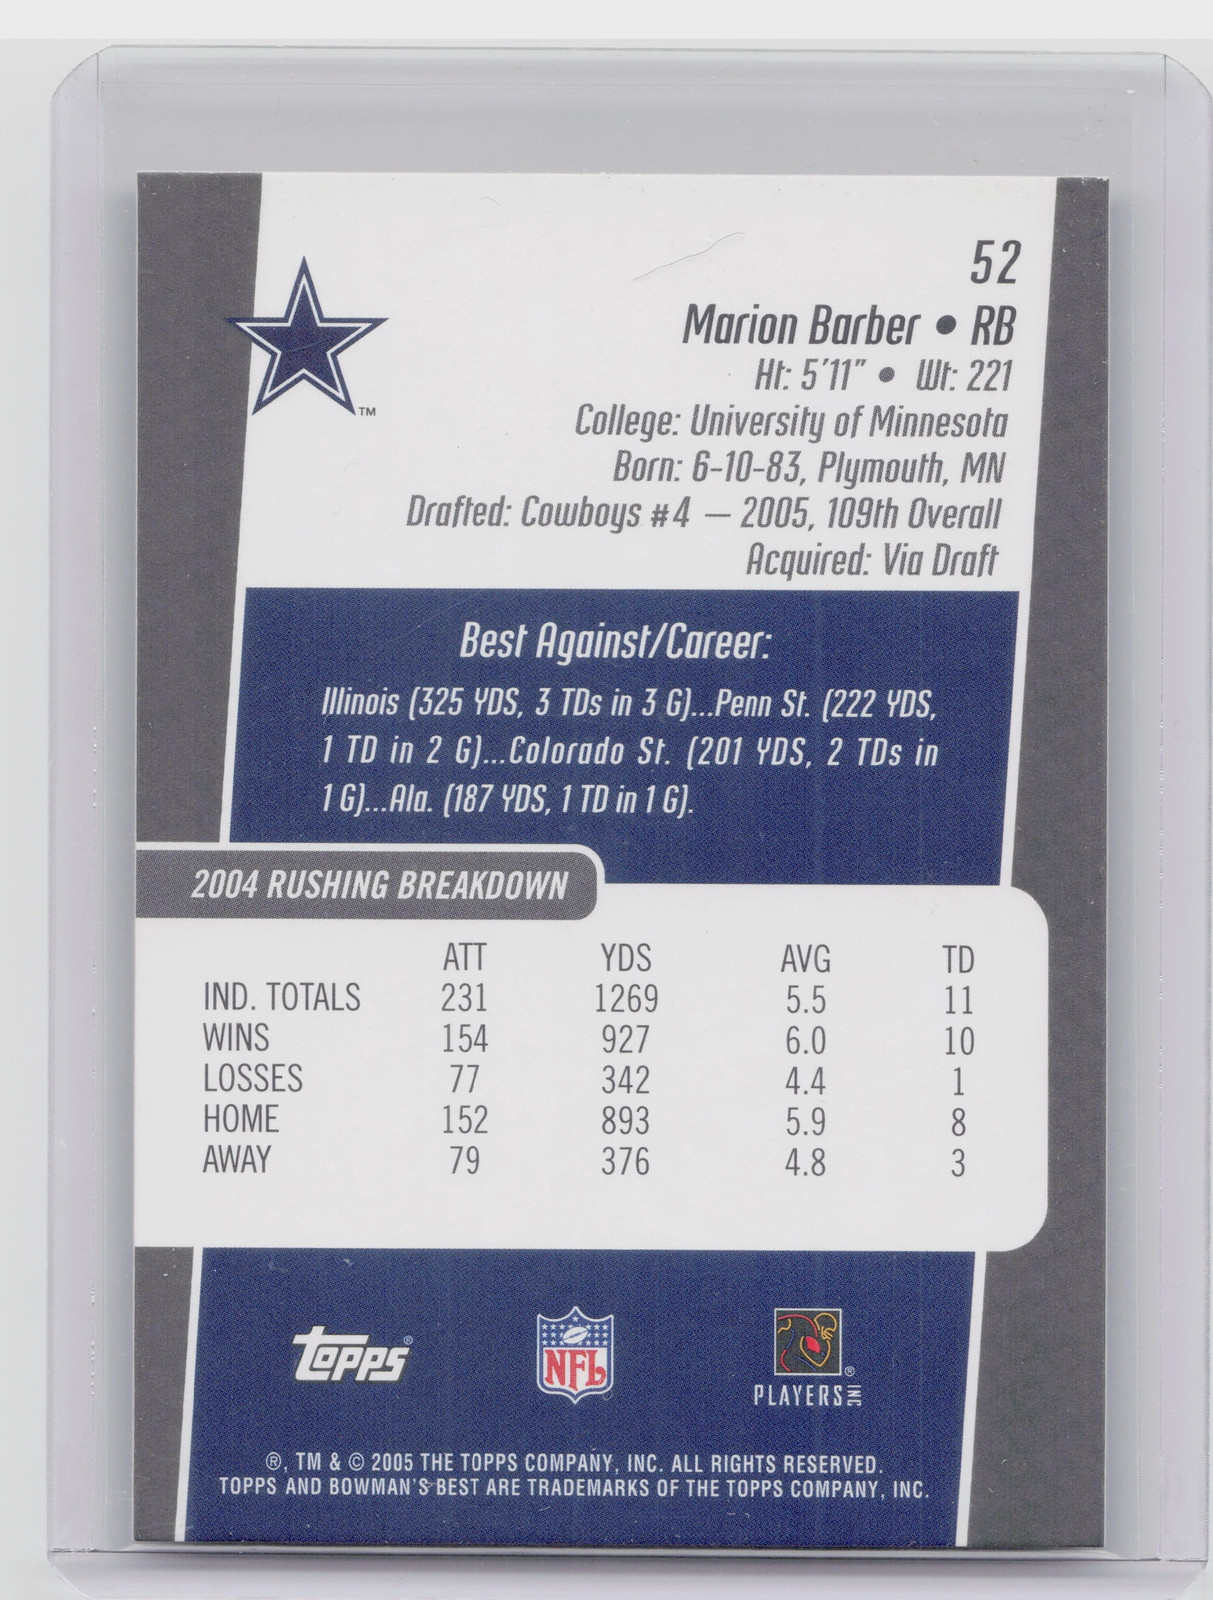 52
Marion Barber • RB
Ht: 5'11" • Wt: 221
College: University of Minnesota
Born: 6-10-83, Plymouth, MN
Drafted: Cowboys #4 — 2005, 109th Overall
Acquired: Via Draft
TM
Best Against/Career:
Illinois (325 YDS, 3 TDs in 3 G)...Penn St. (222 YDS,
1 TD in 2 G)...Colorado St. (201 YDS, 2 TDs in
1 G)...Ala. (187 YDS, 1 TD in 1 G).
2004 RUSHING BREAKDOWN
ATT YDS AVG TD
IND. TOTALS 231 1269 5.5 11
WINS 154 927 6.0 10
LOSSES 77 342 4.4 1
HOME 152 893 5.9 8
AWAY 79 376 4.8 3
topps®
NFL
®
PLAYERS INC
®, TM & © 2005 THE TOPPS COMPANY, INC. ALL RIGHTS RESERVED.
TOPPS AND BOWMAN'S BEST ARE TRADEMARKS OF THE TOPPS COMPANY, INC.